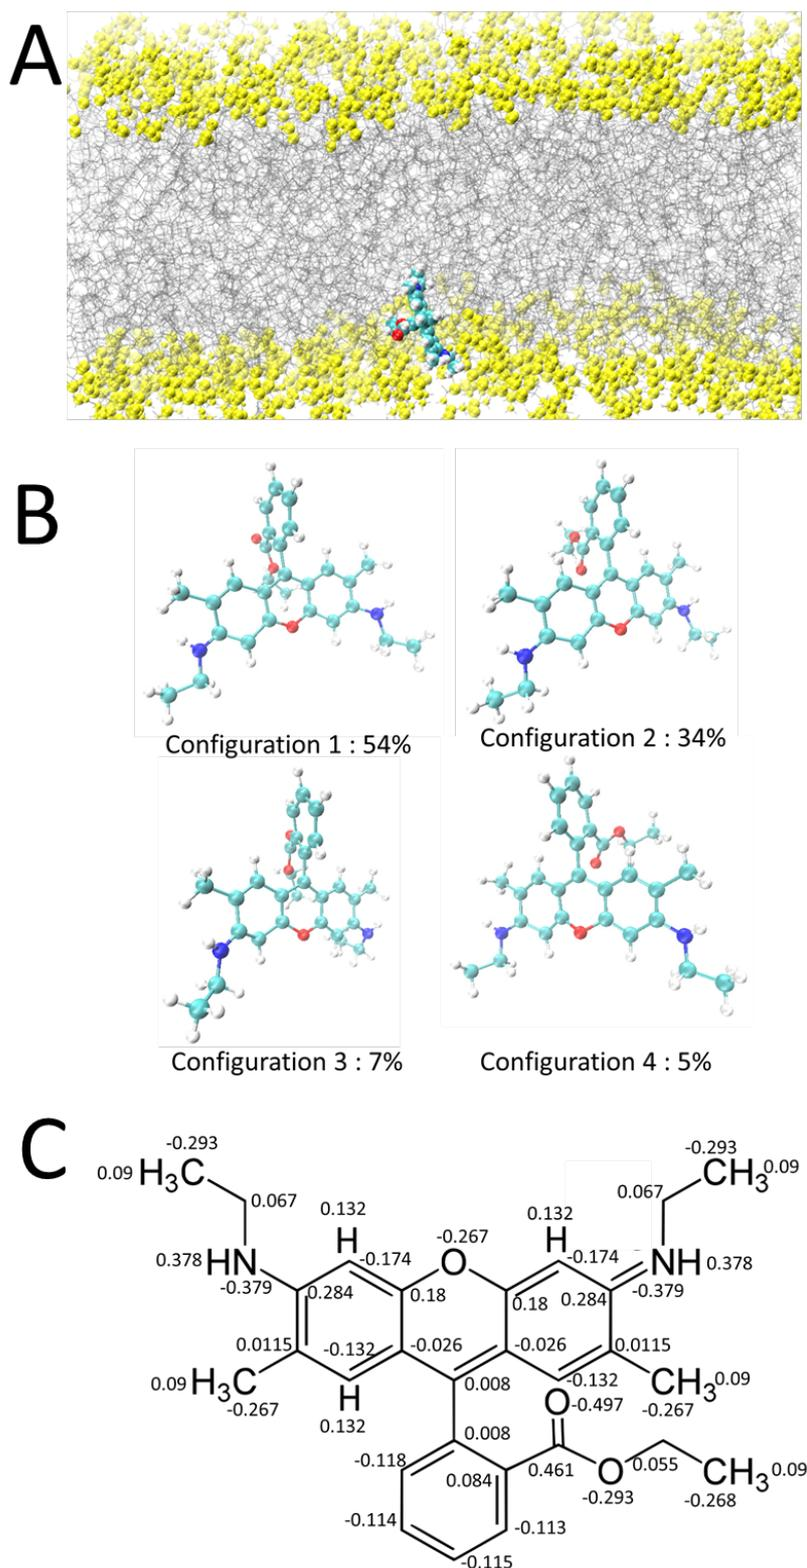 A
B
Configuration 1 : 54%
Configuration 2 : 34%
Configuration 3 : 7%
Configuration 4 : 5%
C
-0.293 -0.293
0.09 H₃C CH₃ 0.09
0.067 0.067
0.132 0.132
H -0.267 H
0.378 HN -0.174 O -0.174 NH 0.378
-0.379 0.284 0.18 0.18 0.284 -0.379
0.0115 -0.132 -0.026 -0.026 0.0115
0.09 H₃C H 0.008 -0.132 CH₃ 0.09
-0.267 0.132 O -0.497 -0.267
0.008
-0.118 0.084 0.461 O 0.055 CH₃ 0.09
-0.293 -0.268
-0.114 -0.113
-0.115